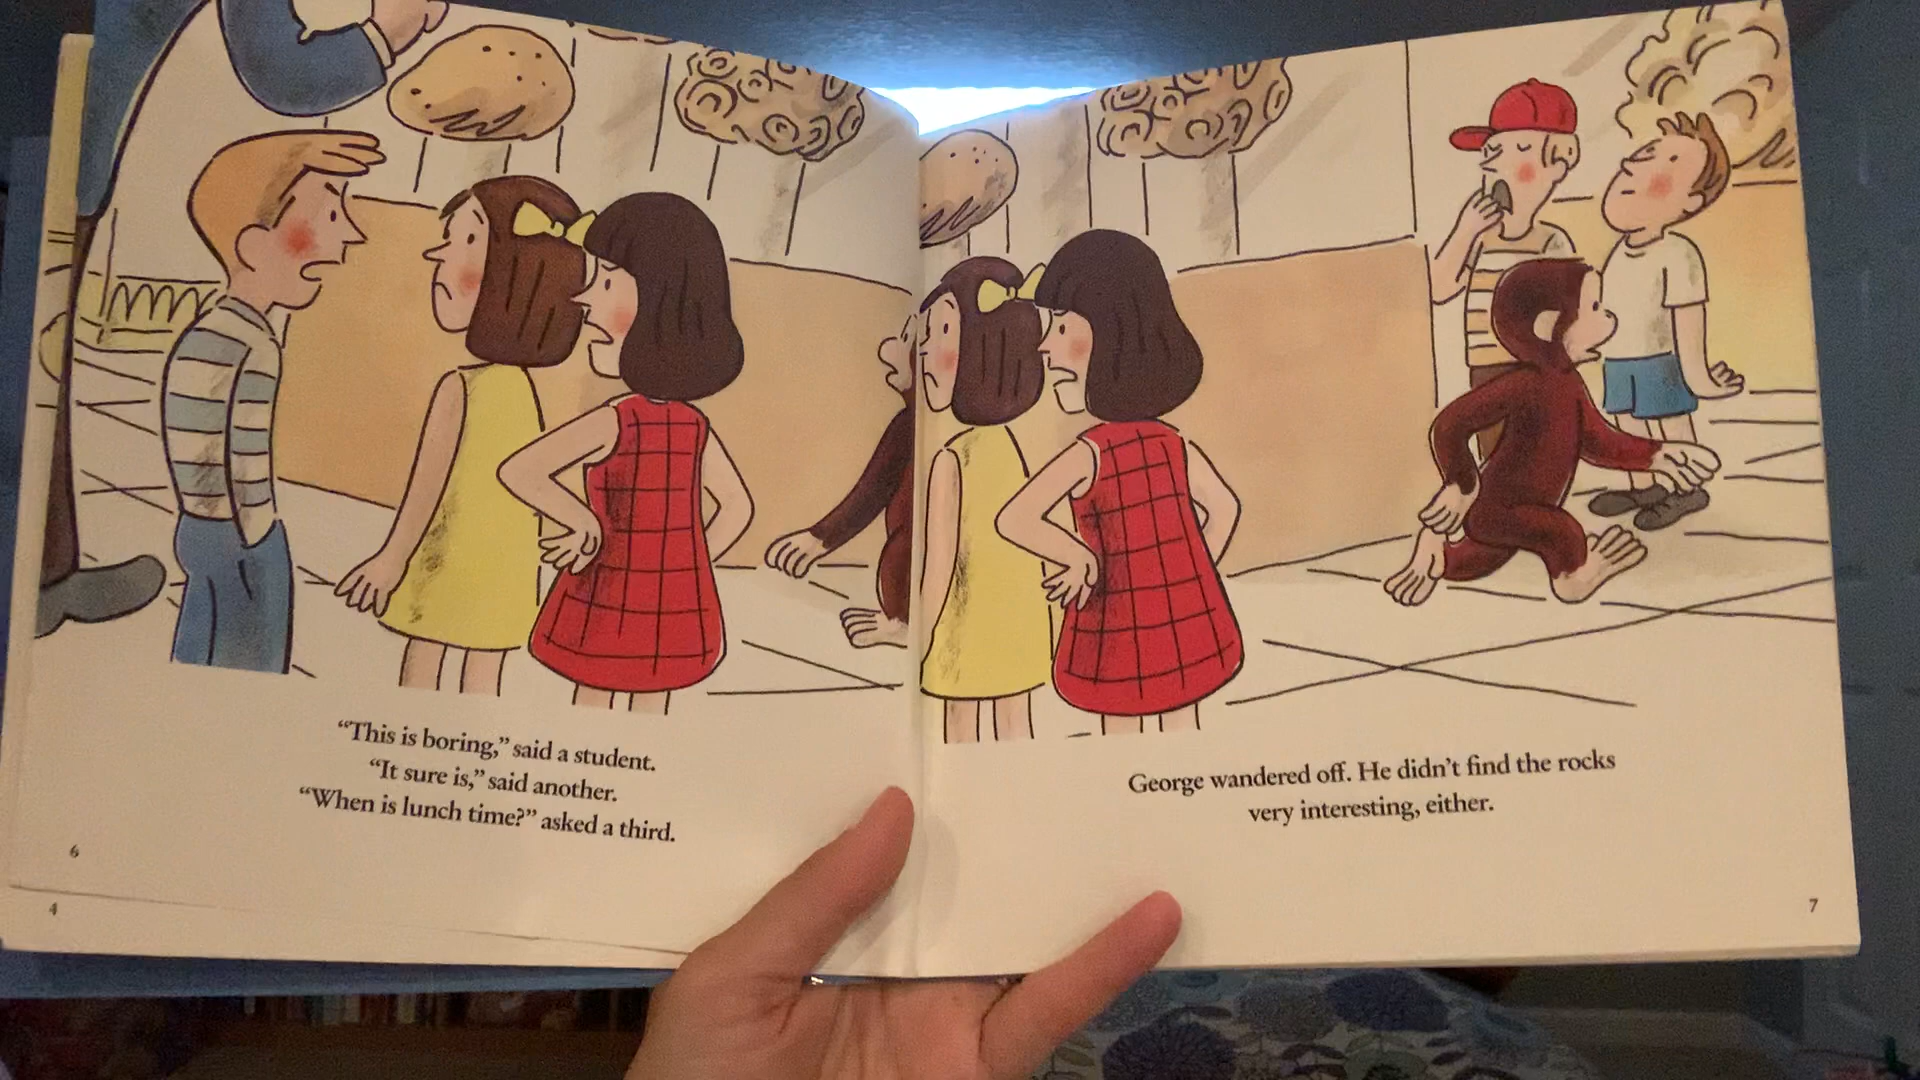 “This is boring,” said a student.
“It sure is,” said another.
“When is lunch time?” asked a third.
6
4
George wandered off. He didn’t find the rocks
very interesting, either.
7